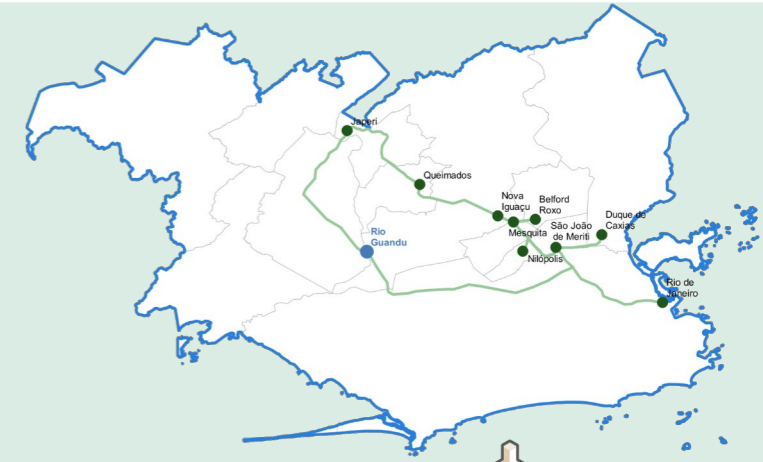 Japeri
Queimados
Nova
Iguaçu
Belford
Roxo
Mesquita
São João
de Meriti
Duque de
Caxias
Nilópolis
Rio
Guandu
Rio de
Janeiro